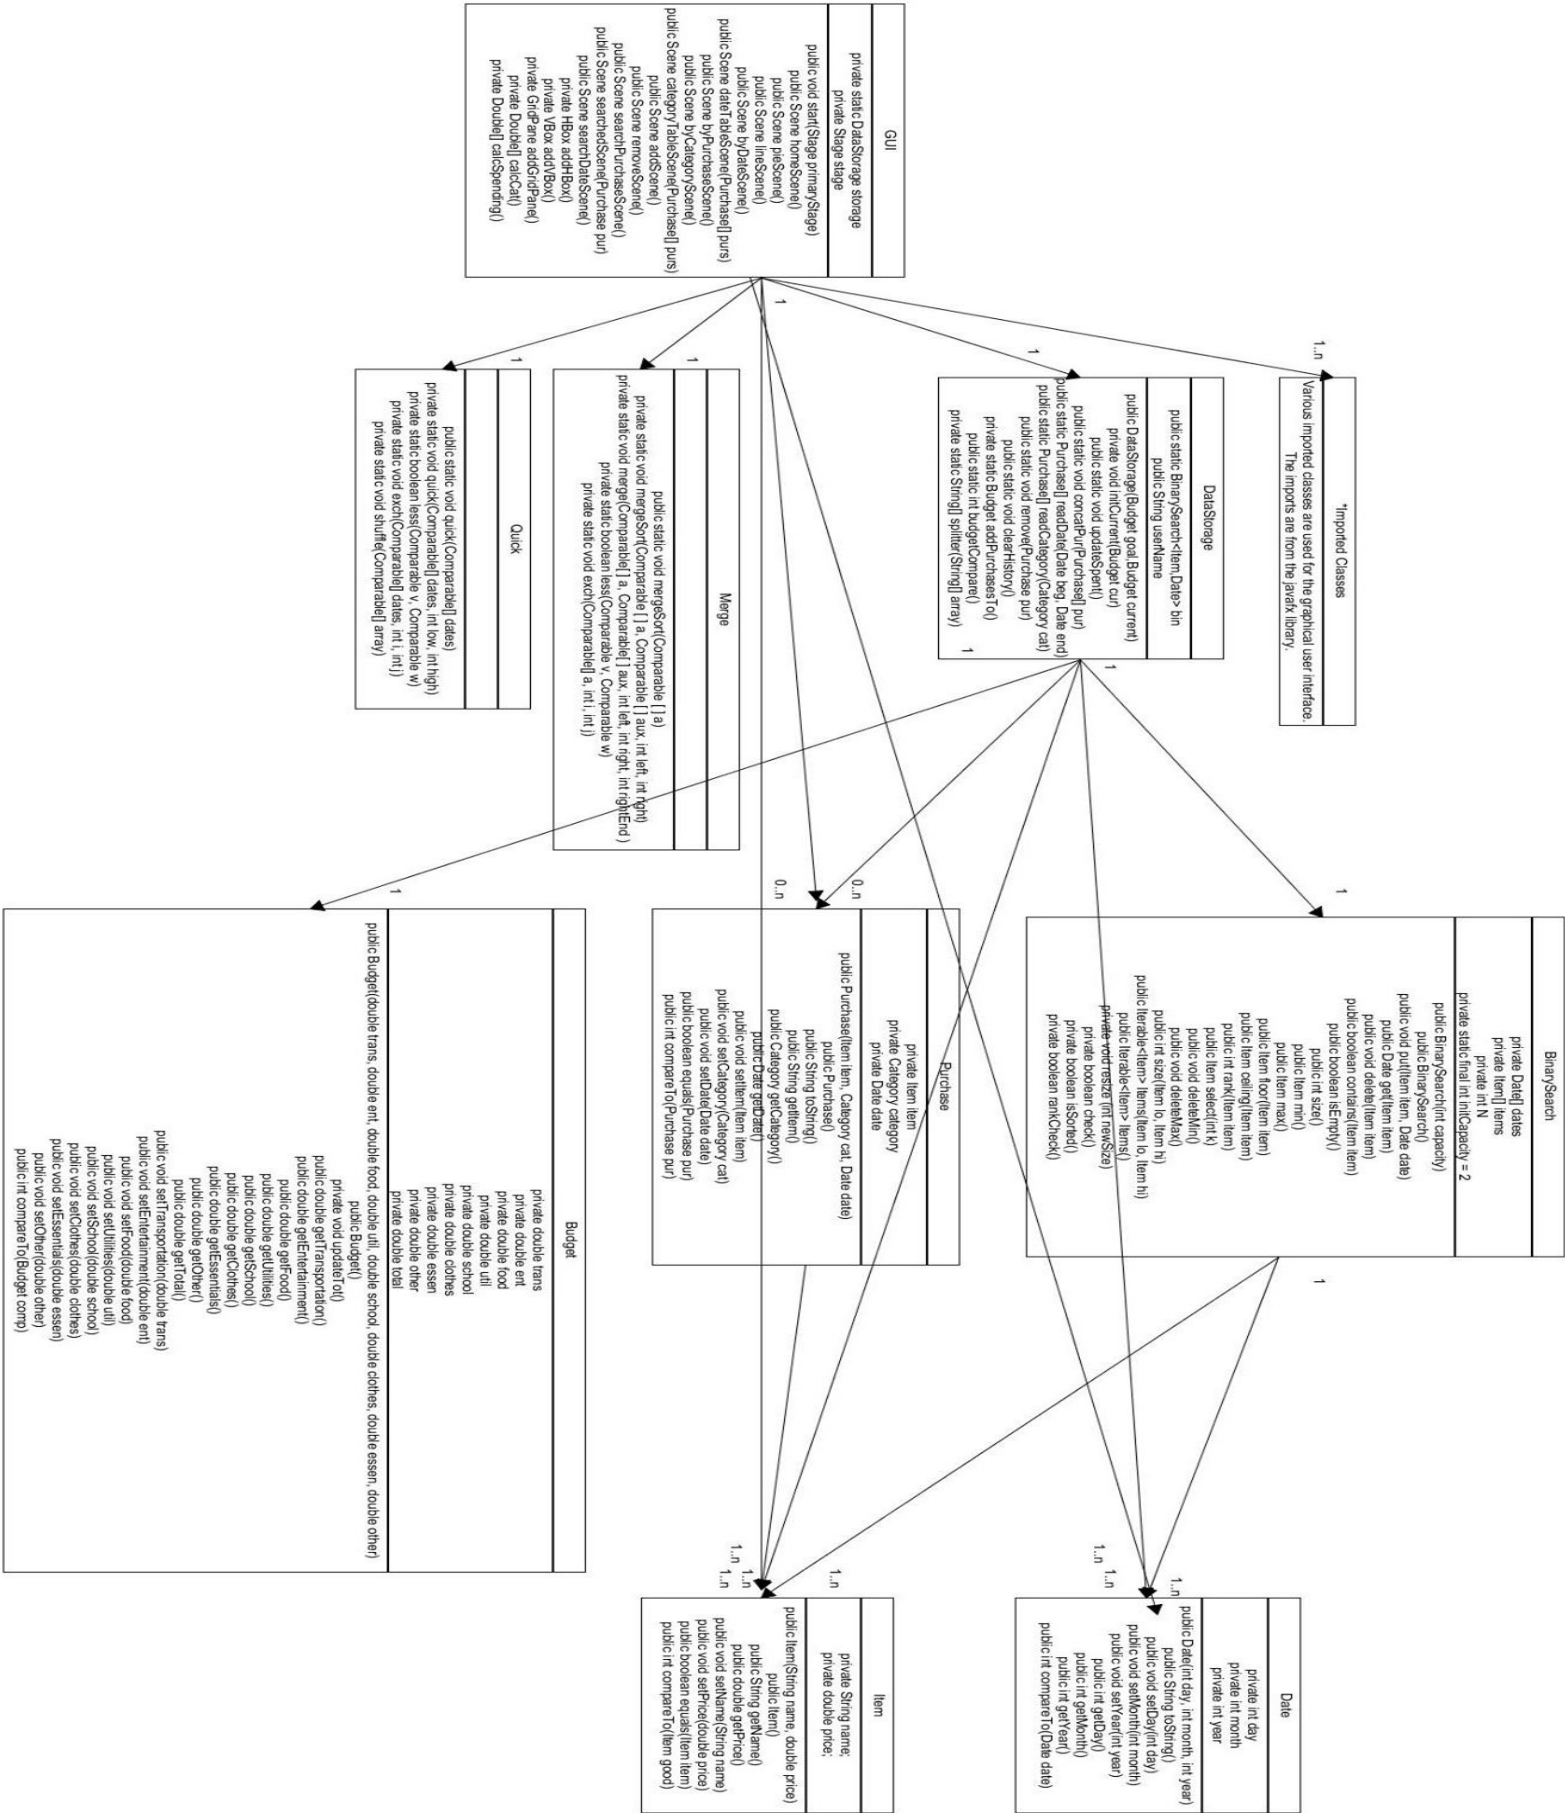 GUI
private static DataStorage storage
private Stage stage
public void start(Stage primaryStage)
public Scene homeScene()
public Scene pieScene()
public Scene lineScene()
public Scene byDateScene()
public Scene dateTableScene(Purchase[] purs)
public Scene byPurchaseScene()
public Scene byCategoryScene()
public Scene categoryTableScene(Purchase[] purs)
public Scene addScene()
public Scene removeScene()
public Scene searchPurchaseScene()
public Scene searchedScene(Purchase pur)
public Scene searchDateScene()
private HBox addHBox()
private VBox addVBox()
private GridPane addGridPane()
private Double[] calcCat()
private Double[] calcSpending()
1
1..n
1
1
1
*Imported Classes
Various imported classes are used for the graphical user interface.
The imports are from the javafx library.
DataStorage
public static BinarySearch<Item,Date> bin
public String userName
public DataStorage(Budget goal,Budget current)
private void initCurrent(Budget cur)
public static void updateSpent()
public static void concatPur(Purchase[] pur)
public static Purchase[] readDate(Date beg, Date end)
public static Purchase[] readCategory(Category cat)
public static void remove(Purchase pur)
public static void clearHistory()
private static Budget addPurchasesTo()
public static int budgetCompare()
private static String[] splitter(String[] array)
1
1
Merge
public static void mergeSort(Comparable [ ] a)
private static void mergeSort(Comparable [ ] a, Comparable [ ] aux, int left, int right)
private static void merge(Comparable[ ] a, Comparable[ ] aux, int left, int right, int rightEnd )
private static boolean less(Comparable v, Comparable w)
private static void exch(Comparable[] a, int i, int j)
Quick
public static void quick(Comparable[] dates)
private static void quick(Comparable[] dates, int low, int high)
private static boolean less(Comparable v, Comparable w)
private static void exch(Comparable[] dates, int i, int j)
private static void shuffle(Comparable[] array)
1
0..n
0..n
1
BinarySearch
private Date[] dates
private Item[] items
private int N
private static final int initCapacity = 2
public BinarySearch(int capacity)
public BinarySearch()
public void put(Item item, Date date)
public Date get(Item item)
public void delete(Item item)
public boolean contains(Item item)
public boolean isEmpty()
public int size()
public Item min()
public Item max()
public Item floor(Item item)
public Item ceiling(Item item)
public int rank(Item item)
public Item select(int k)
public void deleteMin()
public void deleteMax()
public int size(Item lo, Item hi)
public Iterable<Item> Items(Item lo, Item hi)
public Iterable<Item> Items()
private void resize (int newSize)
private boolean check()
private boolean isSorted()
private boolean rankCheck()
1
Purchase
private Item item
private Category category
private Date date
public Purchase(Item item, Category cat, Date date)
public Purchase()
public String toString()
public String getItem()
public Category getCategory()
public Date getDate()
public void setItem(Item item)
public void setCategory(Category cat)
public void setDate(Date date)
public boolean equals(Purchase pur)
public int compareTo(Purchase pur)
Budget
private double trans
private double ent
private double food
private double util
private double school
private double clothes
private double essen
private double other
private double total
public Budget(double trans, double ent, double food, double util, double school, double clothes, double essen, double other)
public Budget()
private void updateTot()
public double getTransportation()
public double getEntertainment()
public double getFood()
public double getUtilities()
public double getSchool()
public double getClothes()
public double getEssentials()
public double getOther()
public double getTotal()
public void setTransportation(double trans)
public void setEntertainment(double ent)
public void setFood(double food)
public void setUtilities(double util)
public void setSchool(double school)
public void setClothes(double clothes)
public void setEssentials(double essen)
public void setOther(double other)
public int compareTo(Budget comp)
1..n
1..n
1..n
1..n
1..n
1..n
1..n
Date
private int day
private int month
private int year
public Date(int day, int month, int year)
public String toString()
public void setDay(int day)
public void setMonth(int month)
public void setYear(int year)
public int getDay()
public int getMonth()
public int getYear()
public int compareTo(Date date)
Item
private String name;
private double price;
public Item(String name, double price)
public Item()
public String getName()
public double getPrice()
public void setName(String name)
public void setPrice(double price)
public boolean equals(Item item)
public int compareTo(Item good)